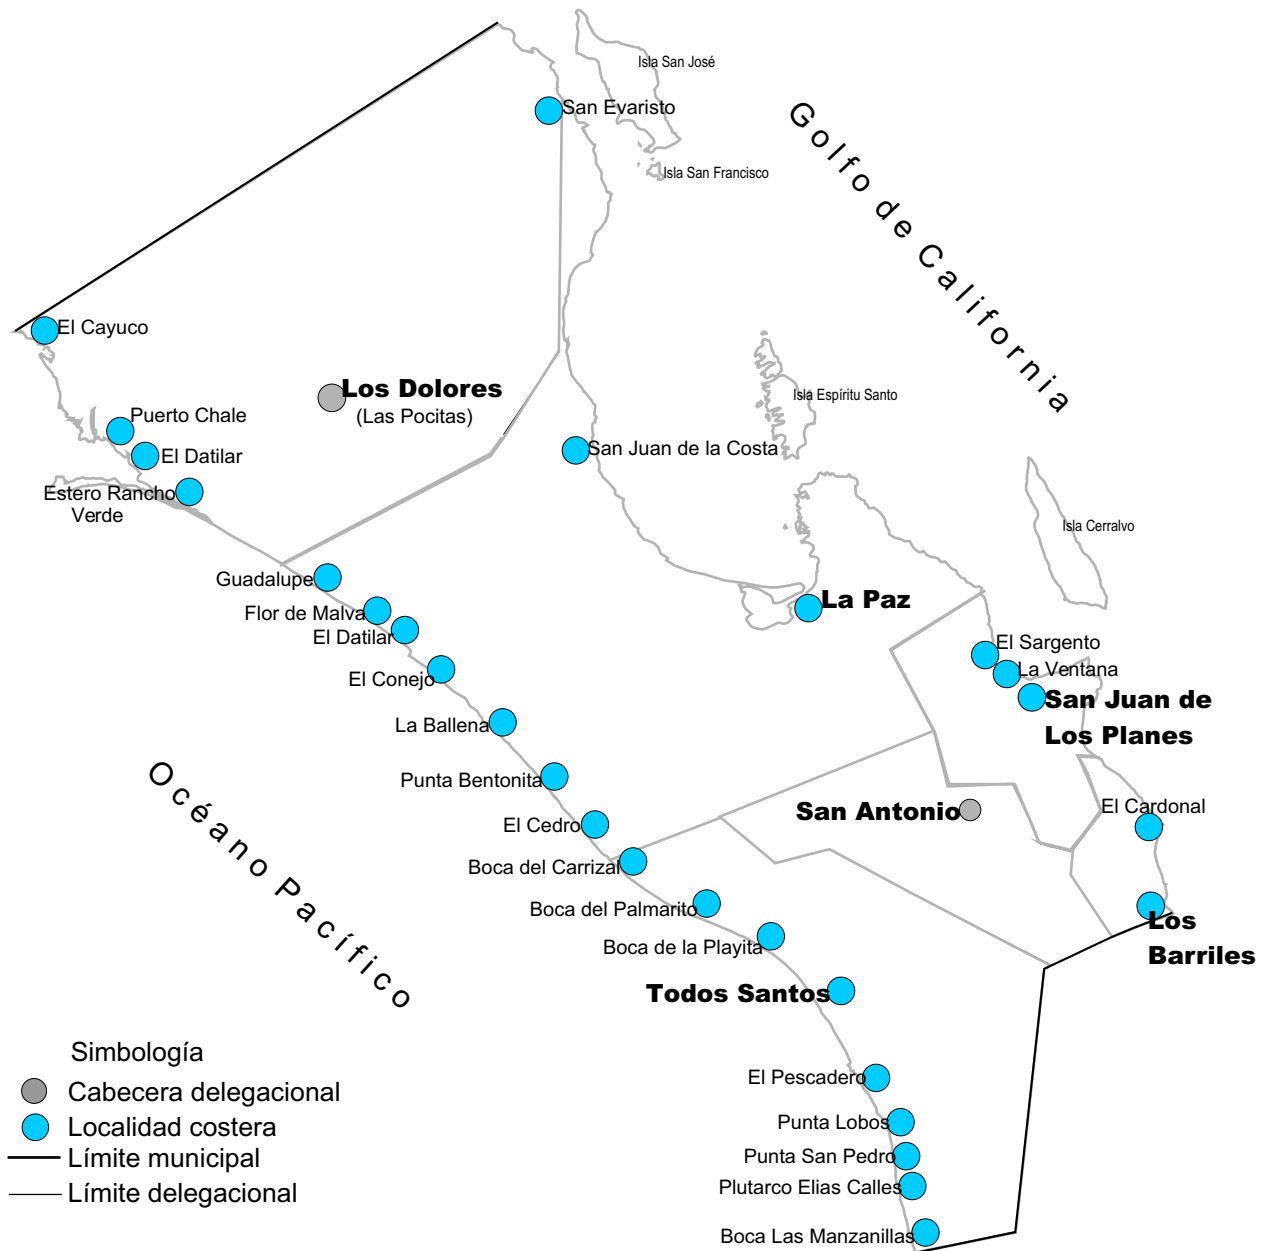 Isla San José
San Evaristo
Golfo de California
Isla San Francisco
El Cayuco
Los Dolores
(Las Pocitas)
Isla Espíritu Santo
Puerto Chale
San Juan de la Costa
El Datilar
Estero Rancho
Verde
Isla Cerralvo
Guadalupe
La Paz
Flor de Malva
El Datilar
El Sargento
La Ventana
El Conejo
San Juan de
Los Planes
La Ballena
Punta Bentonita
Océano Pacífico
San Antonio
El Cardonal
El Cedro
Boca del Carrizal
Boca del Palmarito
Los
Barriles
Boca de la Playita
Todos Santos
Simbología
Cabecera delegacional
Localidad costera
Límite municipal
Límite delegacional
El Pescadero
Punta Lobos
Punta San Pedro
Plutarco Elias Calles
Boca Las Manzanillas